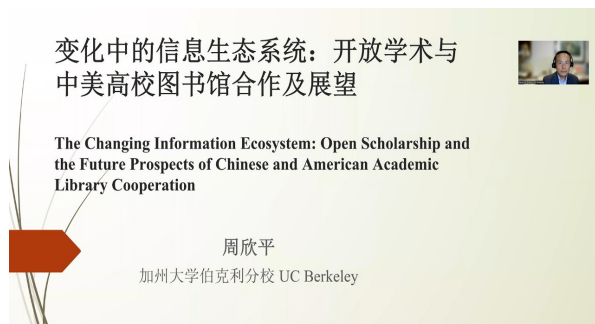 变化中的信息生态系统：开放学术与
中美高校图书馆合作及展望
The Changing Information Ecosystem: Open Scholarship and
the Future Prospects of Chinese and American Academic
Library Cooperation
周欣平
加州大学伯克利分校 UC Berkeley